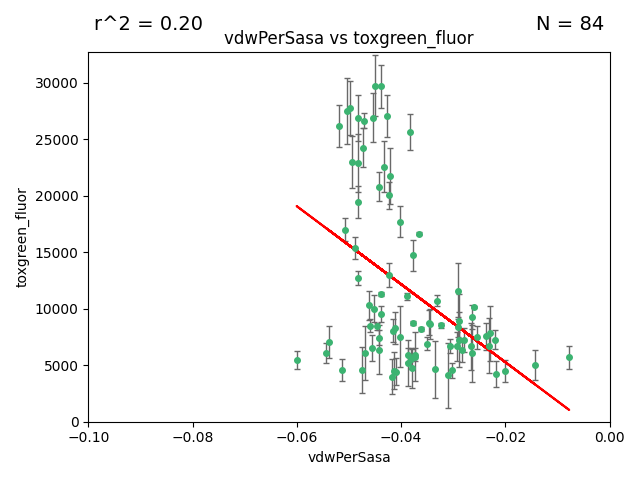 r^2 = 0.20
N = 84
vdwPerSasa vs toxgreen_fluor
30000
25000
20000
15000
10000
5000
0
toxgreen_fluor
−0.10
−0.08
−0.06
−0.04
−0.02
0.00
vdwPerSasa